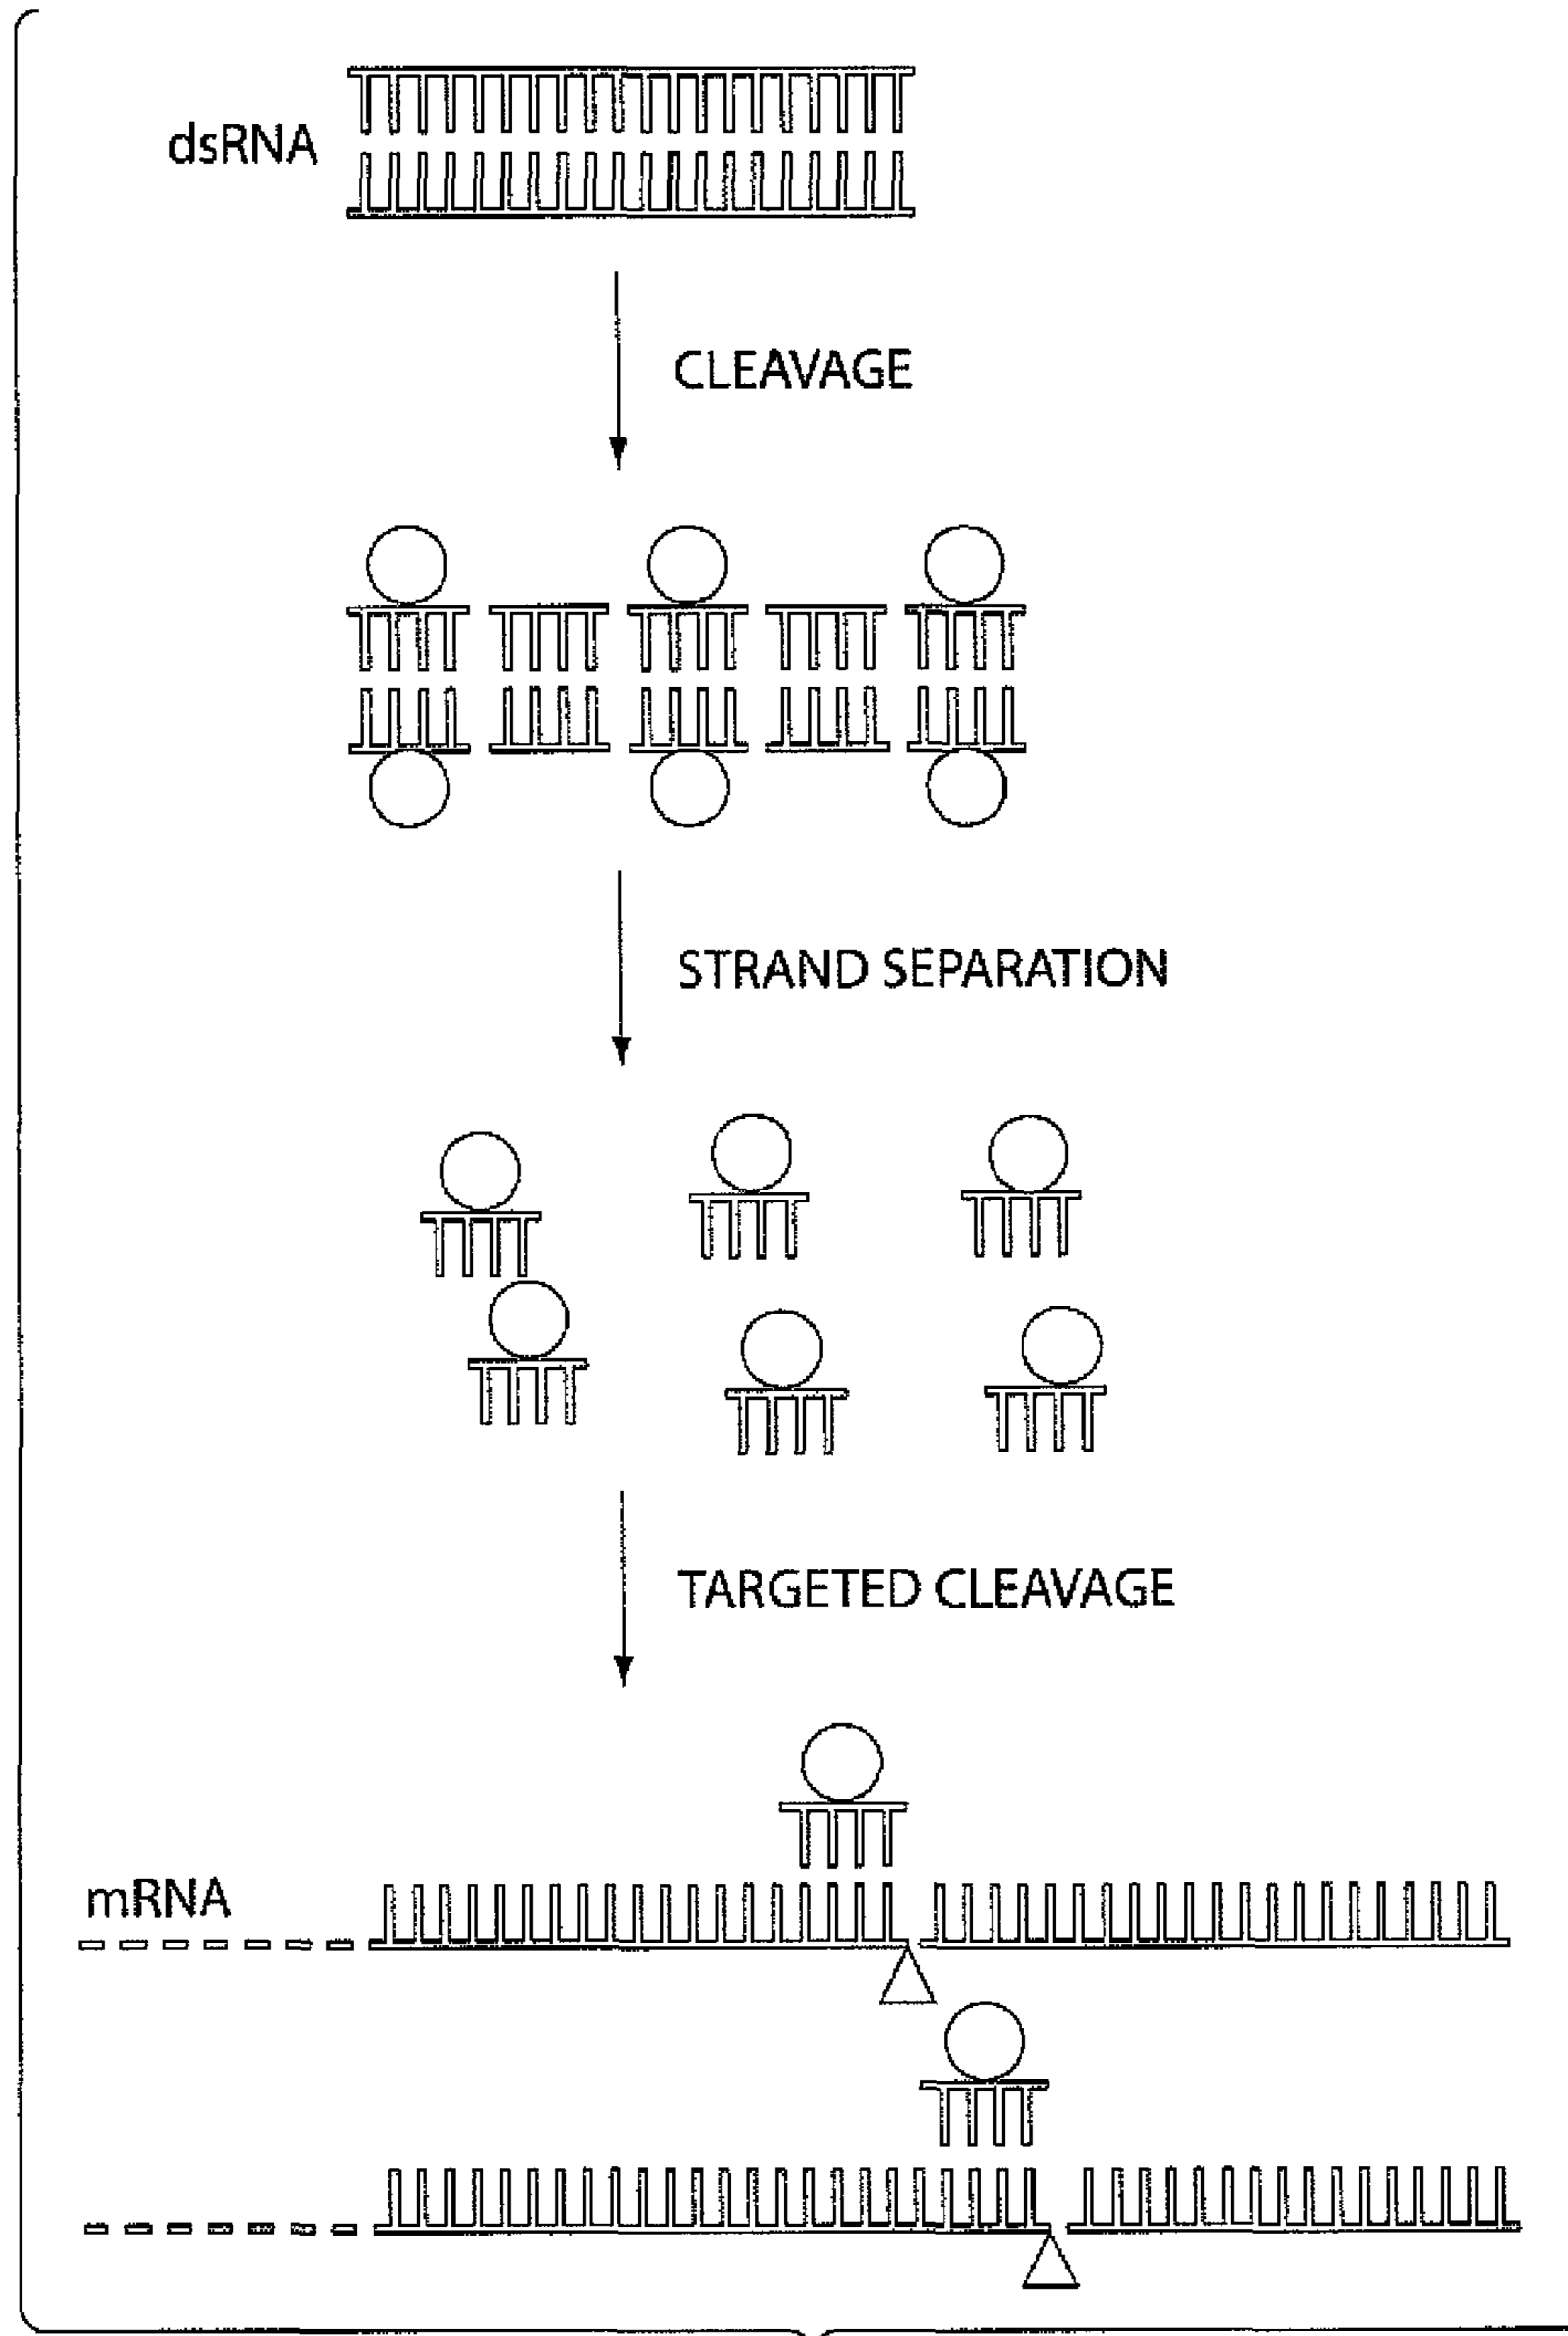 dsRNA
CLEAVAGE
STRAND SEPARATION
TARGETED CLEAVAGE
mRNA